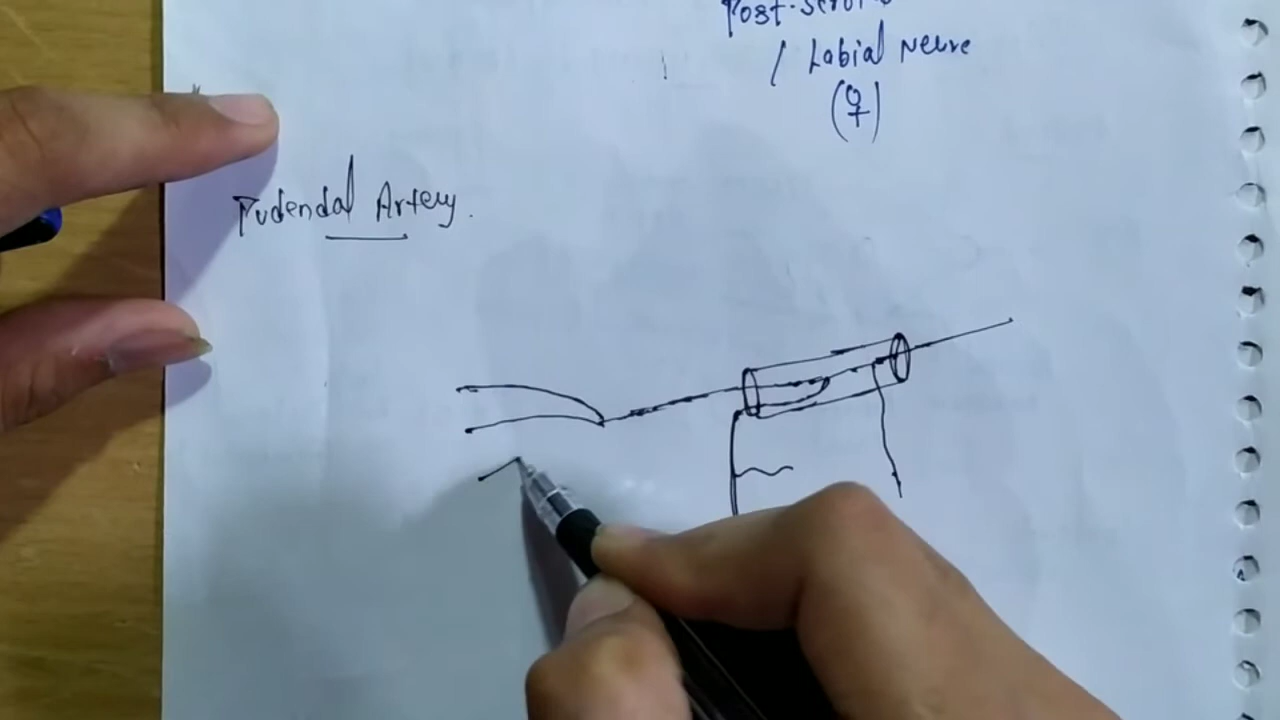 / Labial Nerve
(♀)
Pudendal Artery.